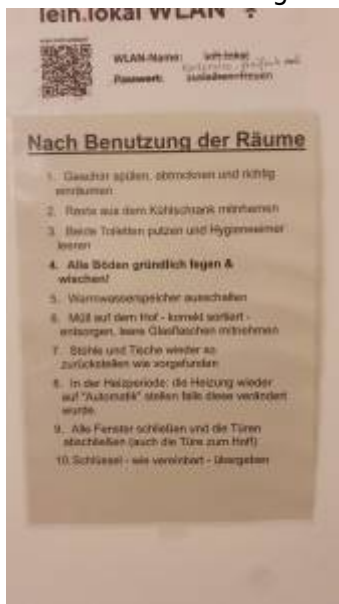 leih.lokal WLAN
WLAN-Name:
Passwort:
Nach Benutzung der Räume
1. Geschirr spülen, abtrocknen und richtig
einräumen
2. Reste aus dem Kühlschrank mitnehmen
3. Beide Toiletten putzen und Hygieneeimer
leeren
4. Alle Böden gründlich fegen &
wischen!
5. Warmwasserspeicher ausschalten
6. Müll auf dem Hof - korrekt sortiert -
entsorgen, leere Glasflaschen mitnehmen
7. Stühle und Tische wieder so
zurückstellen wie vorgefunden
8. In der Heizperiode: die Heizung wieder
auf "Automatik" stellen falls diese verändert
wurde.
9. Alle Fenster schließen und die Türen
abschließen (auch die Türe zum Hof!)
10. Schlüssel - wie vereinbart - übergeben